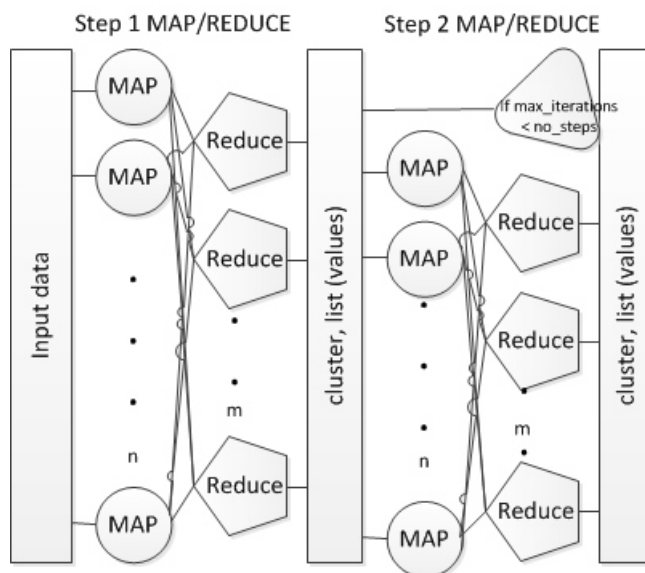 Step 1 MAP/REDUCE
Step 2 MAP/REDUCE
Input data
MAP
MAP
n
MAP
Reduce
Reduce
m
Reduce
cluster, list (values)
If max_iterations
< no_steps
MAP
MAP
n
MAP
Reduce
Reduce
m
Reduce
cluster, list (values)